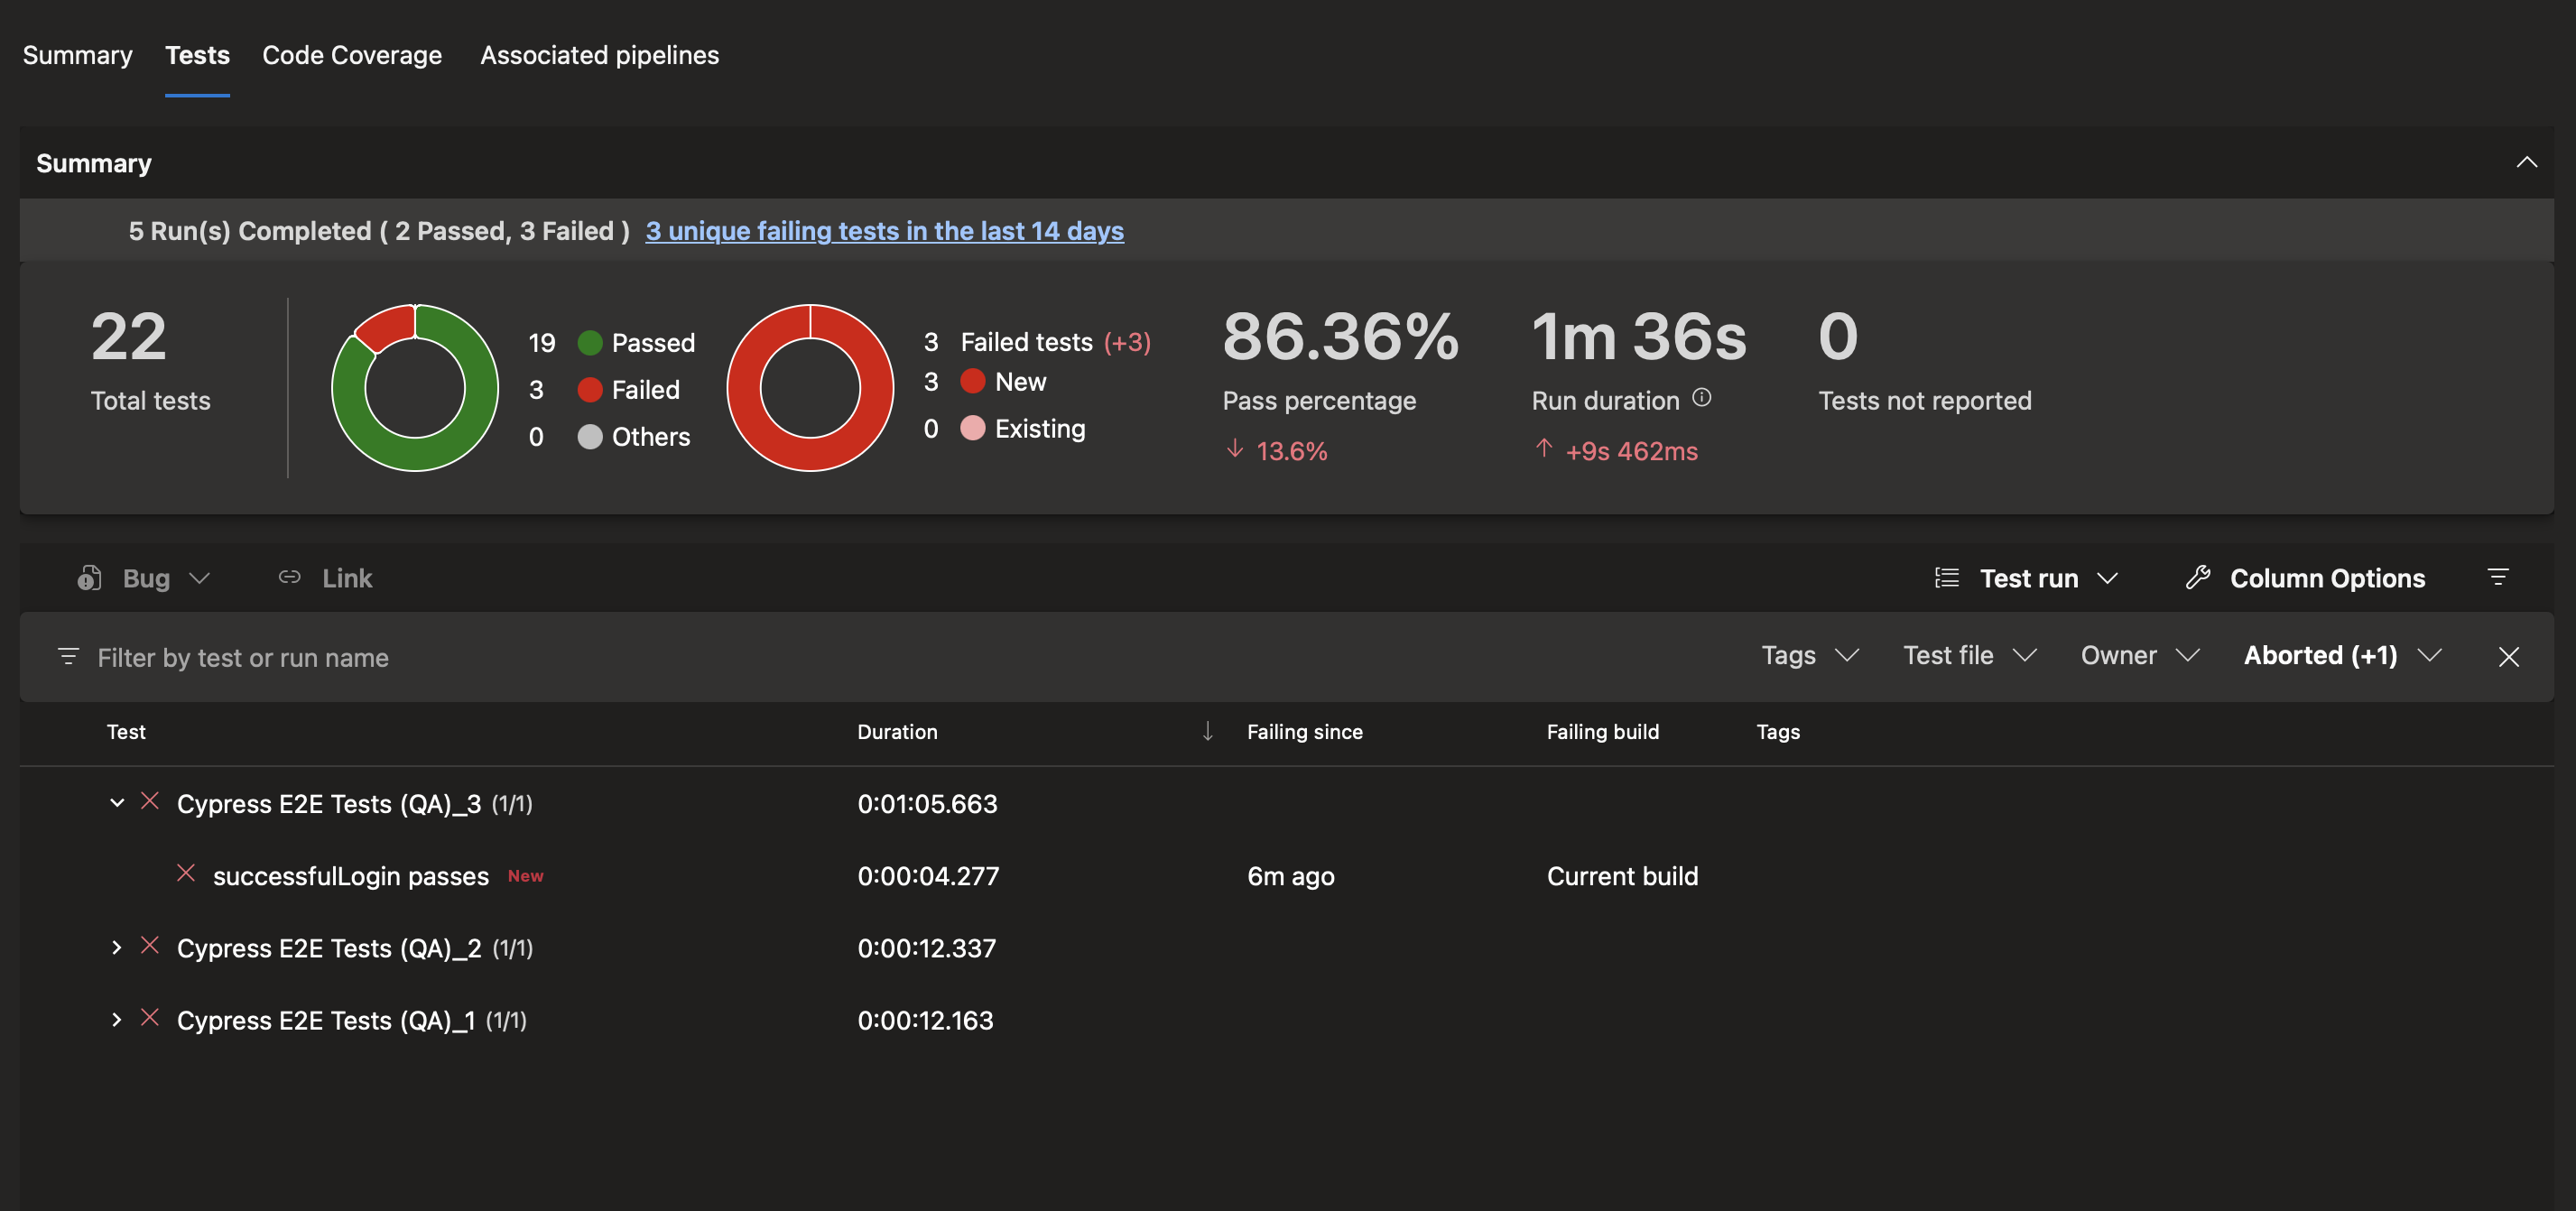 Summary Tests Code Coverage Associated pipelines
Summary
5 Run(s) Completed ( 2 Passed, 3 Failed ) 3 unique failing tests in the last 14 days
22
Total tests
19 Passed
3 Failed
0 Others
3 Failed tests (+3)
3 New
0 Existing
86.36%
Pass percentage
13.6%
1m 36s
Run duration
+9s 462ms
0
Tests not reported
Bug Link Test run Column Options
Filter by test or run name Tags Test file Owner Aborted (+1)
Test Duration Failing since Failing build Tags
Cypress E2E Tests (QA)_3 (1/1) 0:01:05.663
successfulLogin passes New 0:00:04.277 6m ago Current build
Cypress E2E Tests (QA)_2 (1/1) 0:00:12.337
Cypress E2E Tests (QA)_1 (1/1) 0:00:12.163